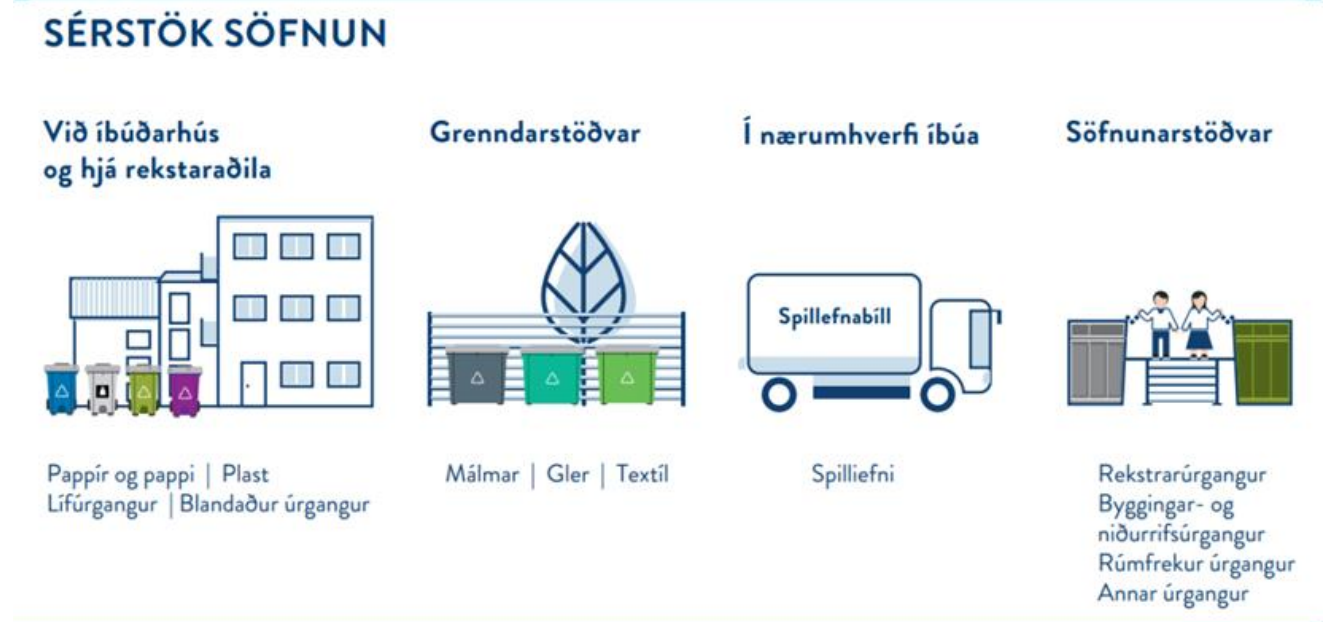 SÉRSTÖK SÖFNUN
Við íbúðarhús
og hjá rekstaraðila
Pappír og pappi | Plast
Lífúrgangur | Blandaður úrgangur
Grenndarstöðvar
Málmar | Gler | Textíl
Í nærumhverfi íbúa
Spillefnabíll
Spilliefni
Söfnunarstöðvar
Rekstrarúrgangur
Byggingar- og
niðurrifsúrgangur
Rúmfrekur úrgangur
Annar úrgangur